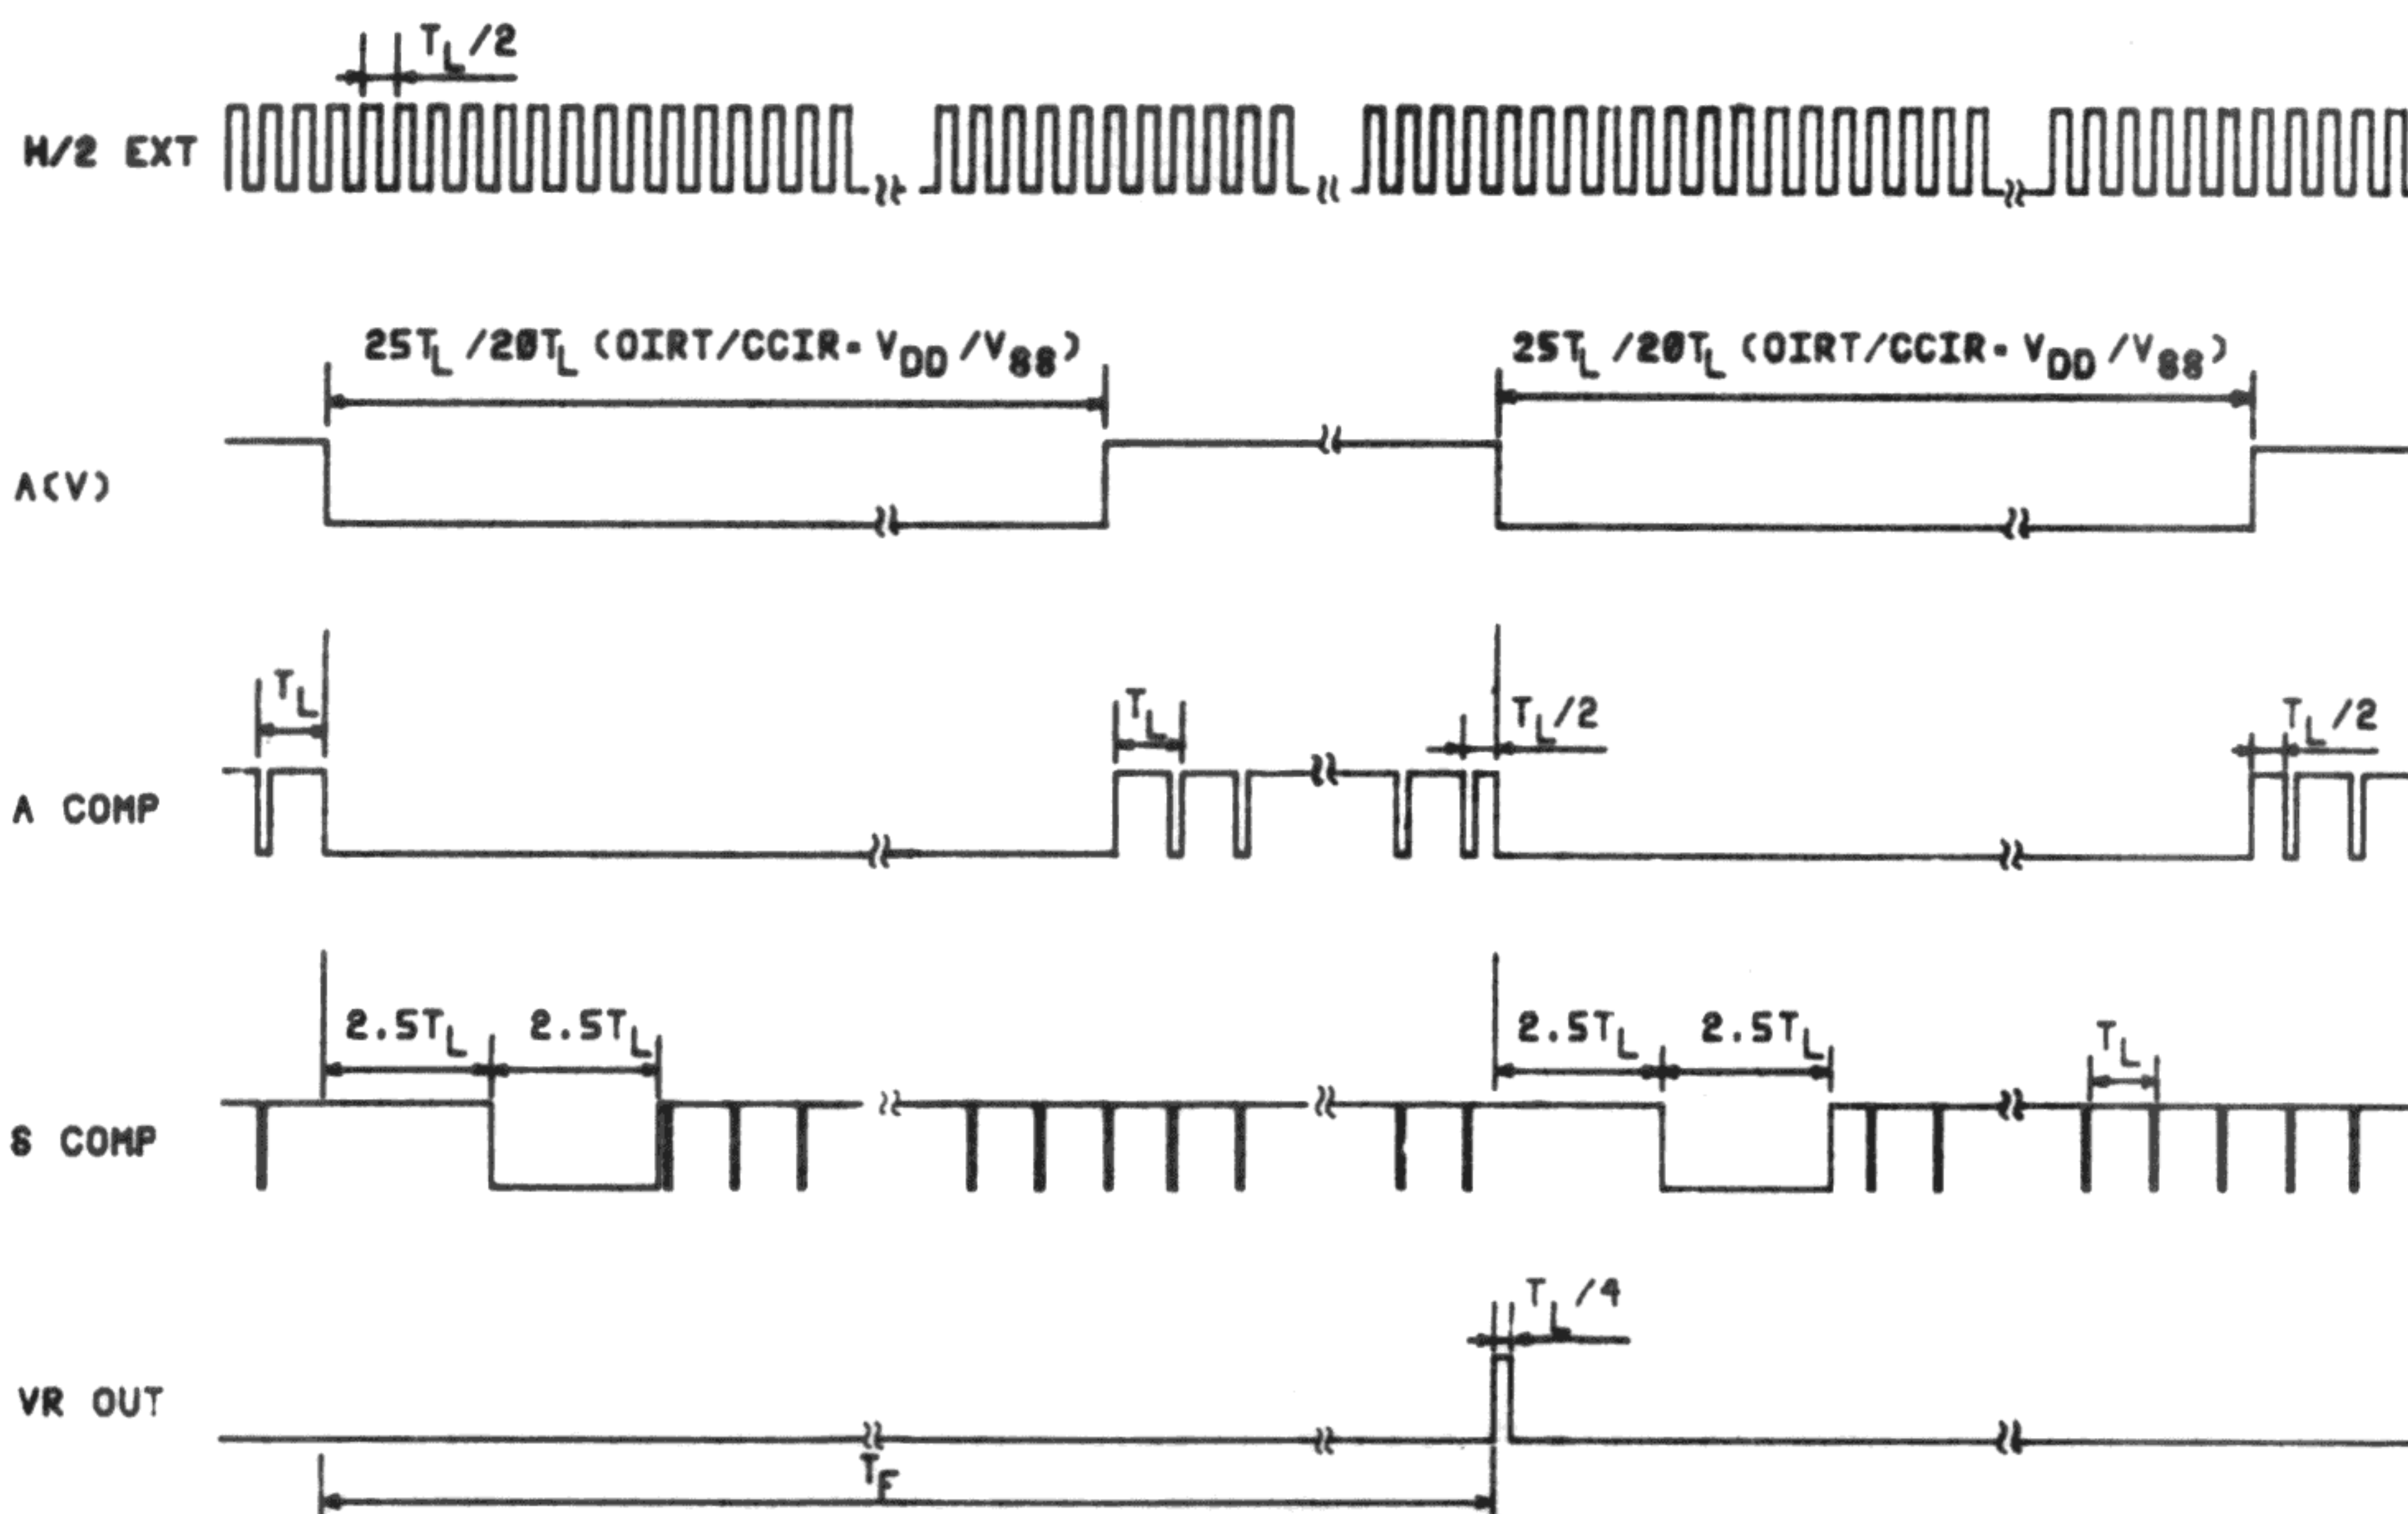 T_L/2
H/2 EXT
25T_L/20T_L (OIRT/CCIR=V_DD/V_SS) 25T_L/20T_L (OIRT/CCIR=V_DD/V_SS)
A(V)
T_L T_L T_L/2 T_L/2
A COMP
2.5T_L 2.5T_L 2.5T_L 2.5T_L T_L
S COMP
T_L/4
VR OUT
T_F